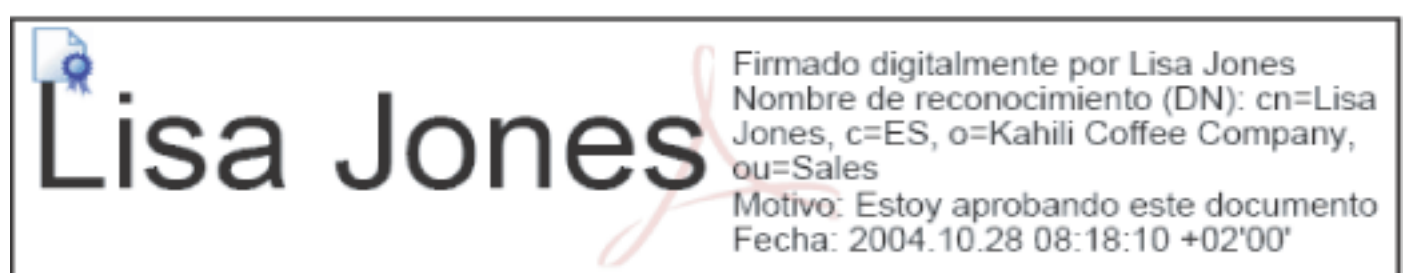 Lisa Jones
Firmado digitalmente por Lisa Jones
Nombre de reconocimiento (DN): cn=Lisa
Jones, c=ES, o=Kahili Coffee Company,
ou=Sales
Motivo: Estoy aprobando este documento
Fecha: 2004.10.28 08:18:10 +02'00'